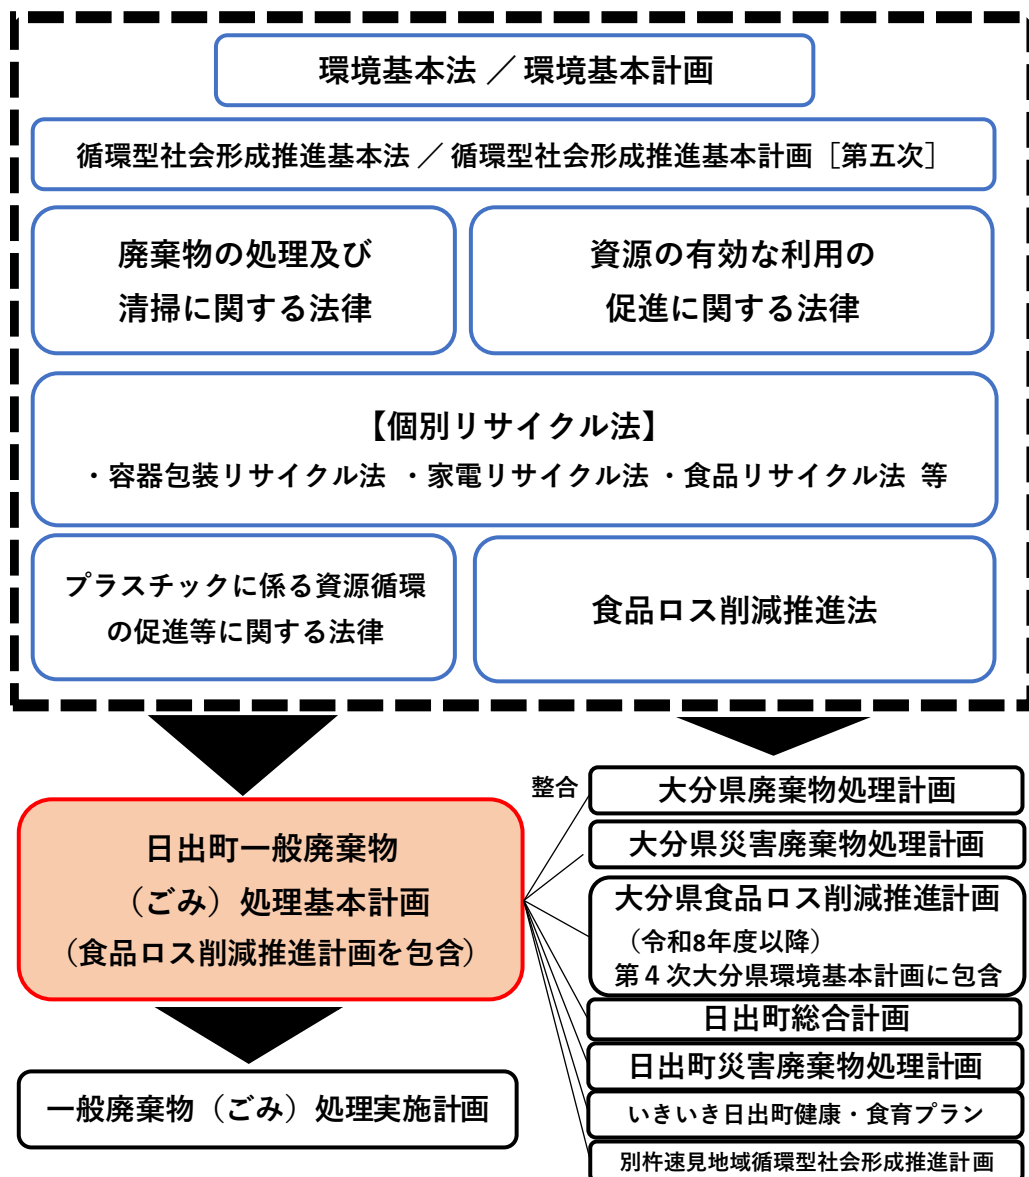 環境基本法 ／ 環境基本計画
循環型社会形成推進基本法 ／ 循環型社会形成推進基本計画［第五次］
廃棄物の処理及び
清掃に関する法律
資源の有効な利用の
促進に関する法律
【個別リサイクル法】
・容器包装リサイクル法 ・家電リサイクル法 ・食品リサイクル法 等
プラスチックに係る資源循環
の促進等に関する法律
食品ロス削減推進法
日出町一般廃棄物
（ごみ）処理基本計画
（食品ロス削減推進計画を包含）
一般廃棄物（ごみ）処理実施計画
整合
大分県廃棄物処理計画
大分県災害廃棄物処理計画
大分県食品ロス削減推進計画
（令和8年度以降）
第４次大分県環境基本計画に包含
日出町総合計画
日出町災害廃棄物処理計画
いきいき日出町健康・食育プラン
別杵速見地域循環型社会形成推進計画